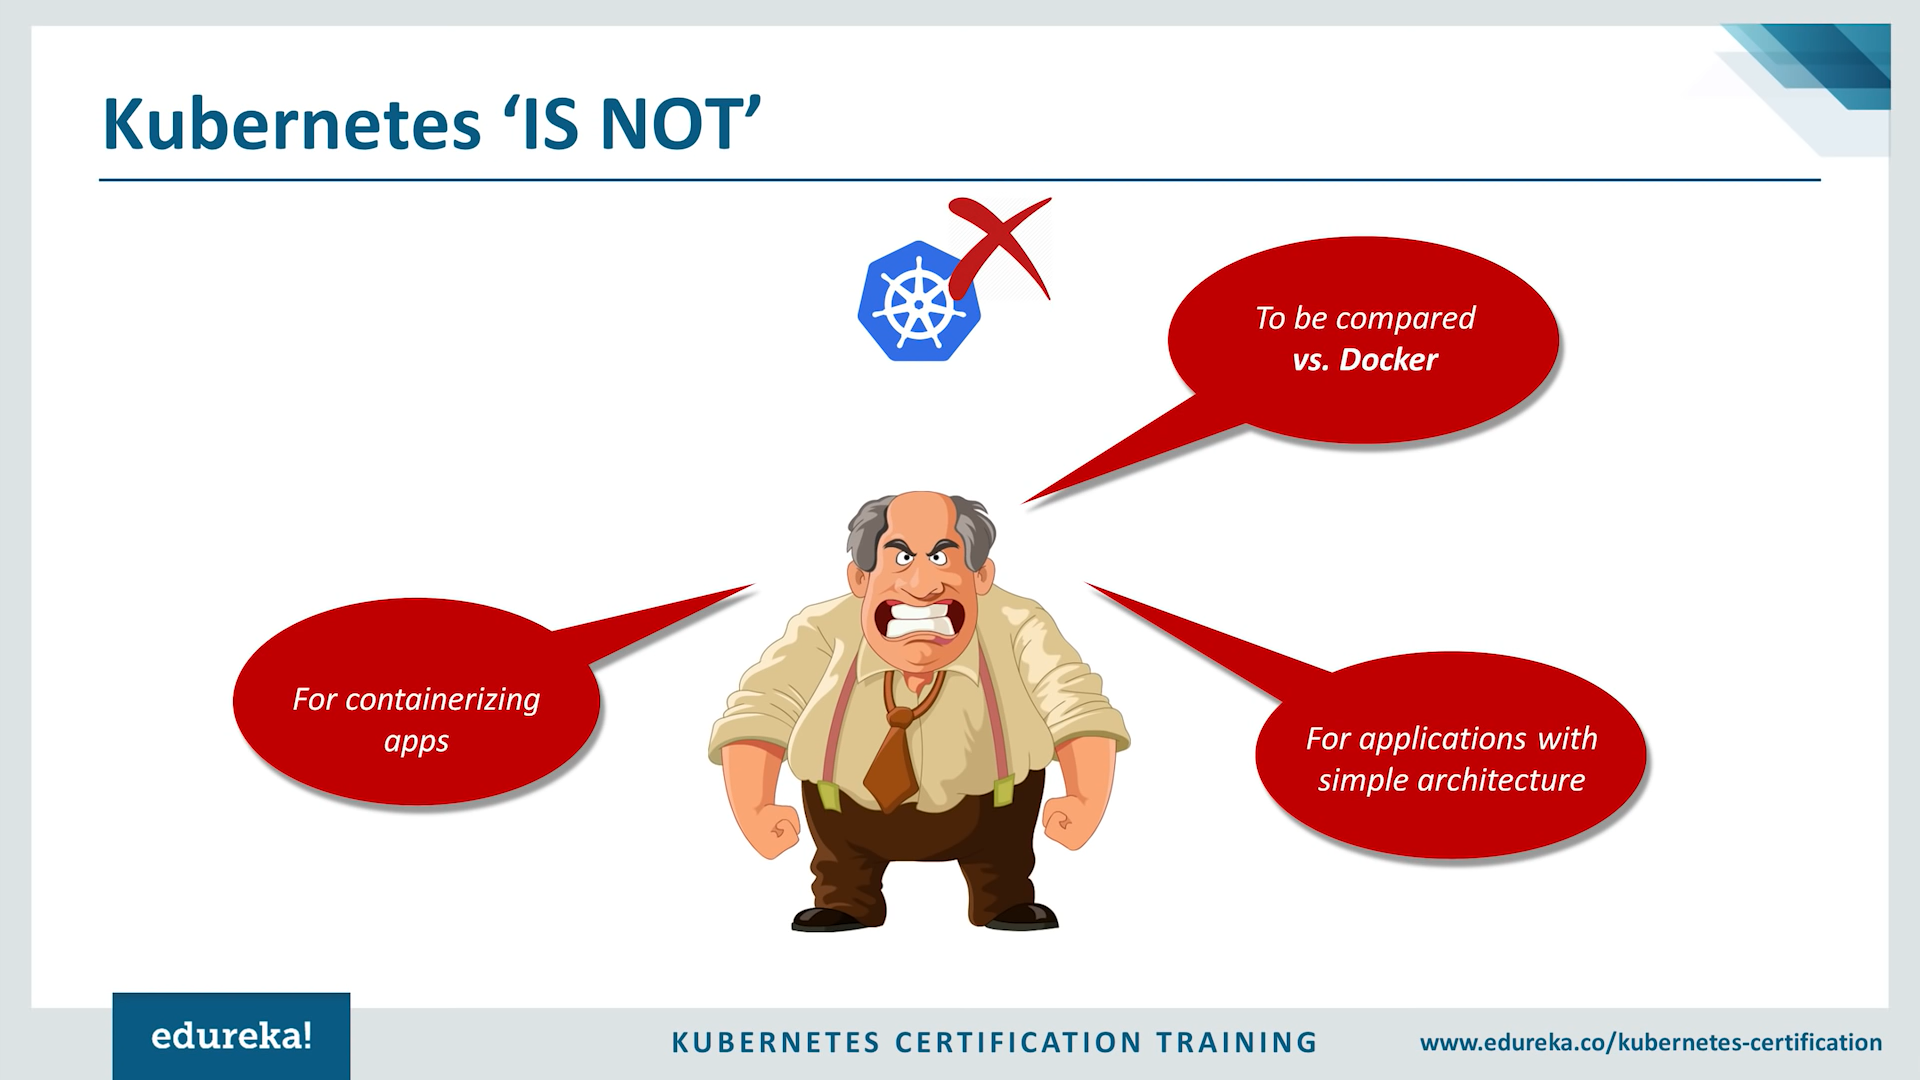 Kubernetes ‘IS NOT’
To be compared
vs. Docker
For containerizing
apps
For applications with
simple architecture
edureka!
KUBERNETES CERTIFICATION TRAINING
www.edureka.co/kubernetes-certification